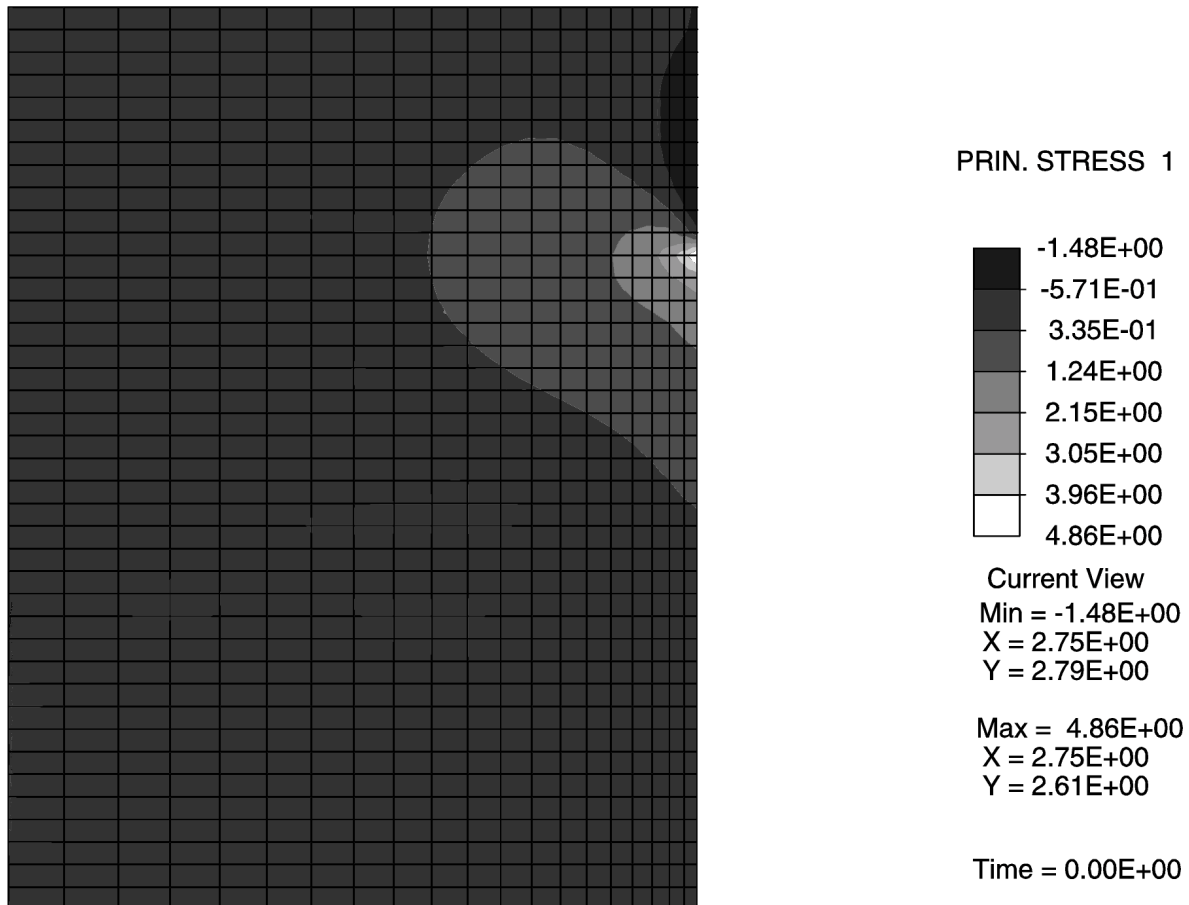 PRIN. STRESS 1
-1.48E+00
-5.71E-01
3.35E-01
1.24E+00
2.15E+00
3.05E+00
3.96E+00
4.86E+00
Current View
Min = -1.48E+00
X = 2.75E+00
Y = 2.79E+00
Max = 4.86E+00
X = 2.75E+00
Y = 2.61E+00
Time = 0.00E+00